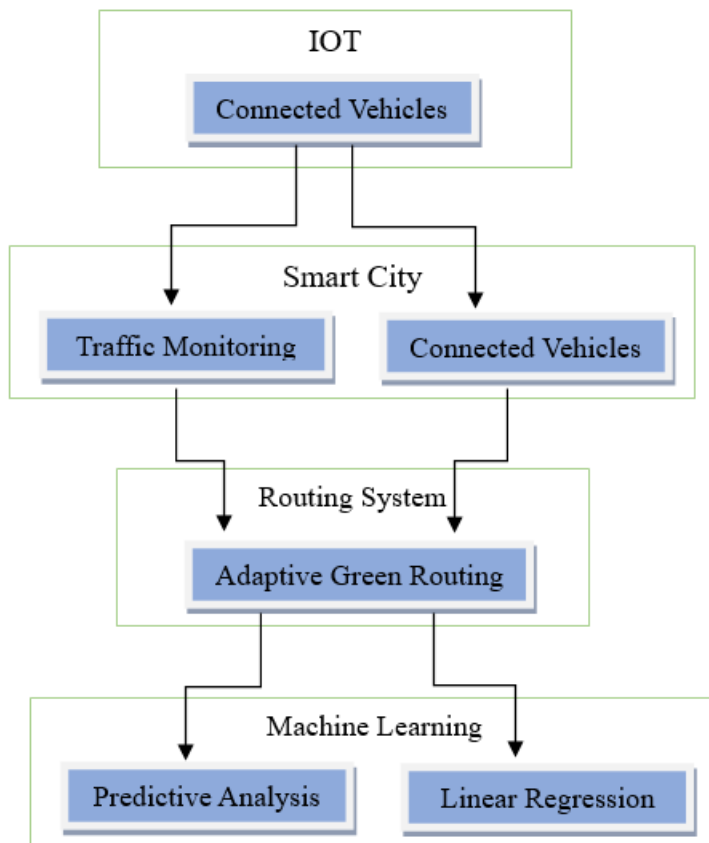 IOT
Connected Vehicles
Smart City
Traffic Monitoring
Connected Vehicles
Routing System
Adaptive Green Routing
Machine Learning
Predictive Analysis
Linear Regression